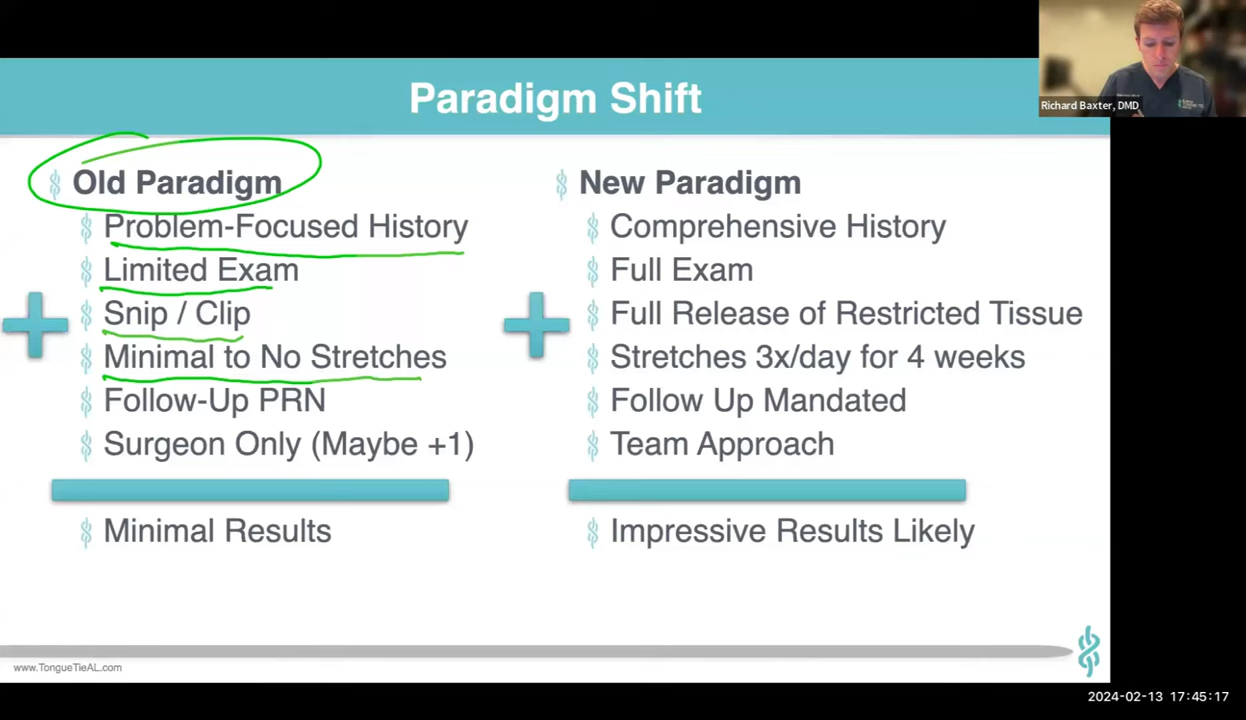 Richard Baxter, DMD
Paradigm Shift
Old Paradigm
Problem-Focused History
Limited Exam
Snip / Clip
Minimal to No Stretches
Follow-Up PRN
Surgeon Only (Maybe +1)
Minimal Results
New Paradigm
Comprehensive History
Full Exam
Full Release of Restricted Tissue
Stretches 3x/day for 4 weeks
Follow Up Mandated
Team Approach
Impressive Results Likely
www.TongueTieAL.com
2024-02-13 17:45:17